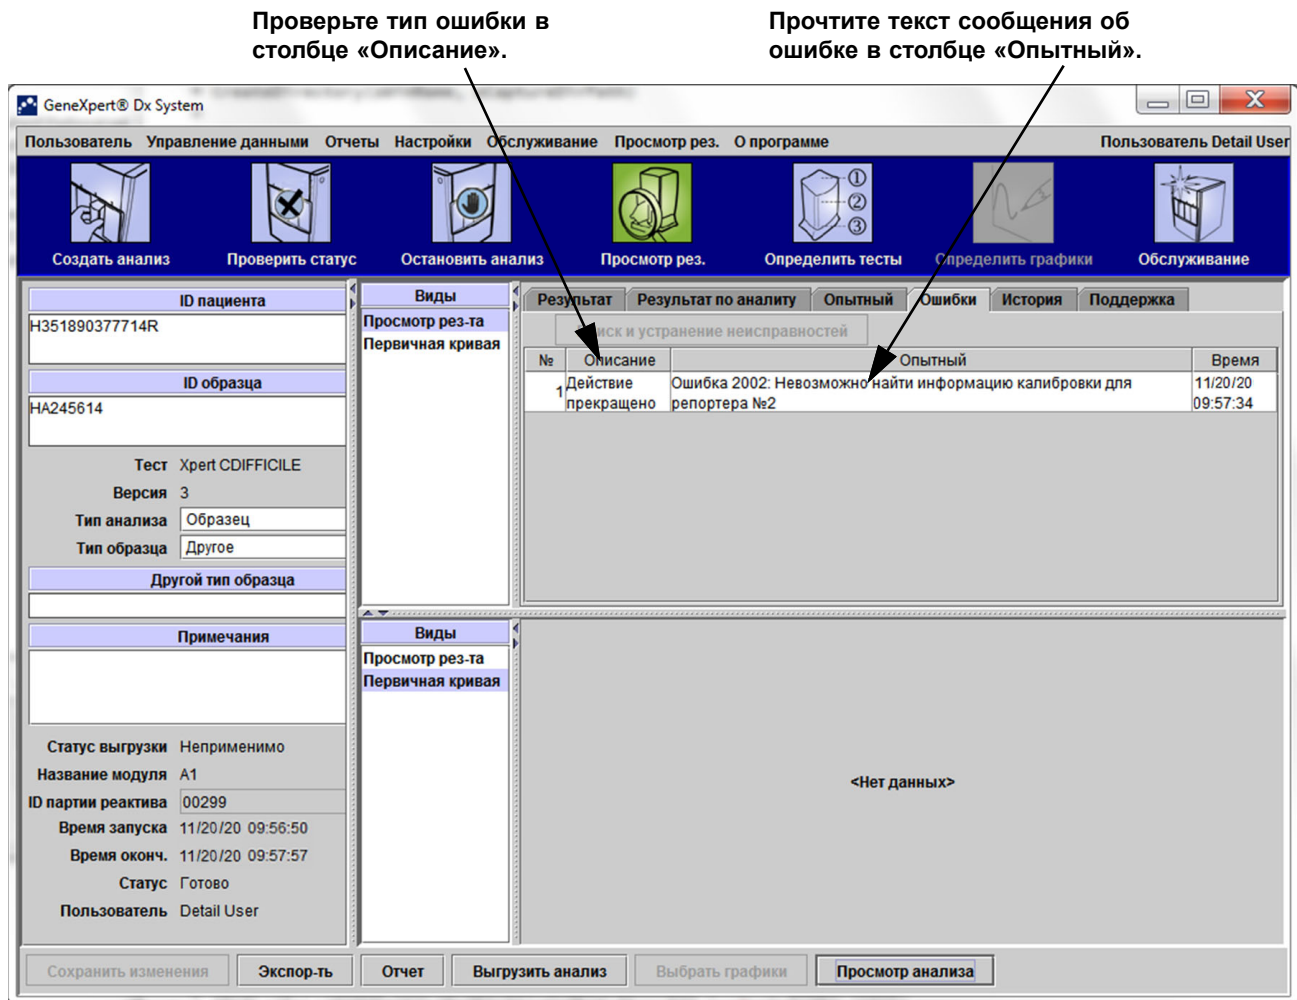 Проверьте тип ошибки в
столбце «Описание».
Прочтите текст сообщения об
ошибке в столбце «Опытный».
GeneXpert® Dx System
Пользователь Управление данными Отчеты Настройки Обслуживание Просмотр рез. О программе Пользователь Detail User
Создать анализ Проверить статус Остановить анализ Просмотр рез. Определить тесты Определить графики Обслуживание
ID пациента
H351890377714R
ID образца
HA245614
Тест Xpert CDIFFICILE
Версия 3
Тип анализа Образец
Тип образца Другое
Другой тип образца
Примечания
Статус выгрузки Неприменимо
Название модуля A1
ID партии реактива 00299
Время запуска 11/20/20 09:56:50
Время оконч. 11/20/20 09:57:57
Статус Готово
Пользователь Detail User
Виды
Просмотр рез-та
Первичная кривая
Результат Результат по аналиту Опытный Ошибки История Поддержка
и устранение неисправностей
№ Описание Опытный Время
1 Действие Ошибка 2002: Невозможно найти информацию калибровки для 11/20/20
прекращено репортера №2 09:57:34
Виды
Просмотр рез-та
Первичная кривая
<Нет данных>
Сохранить изменения Экспор-ть Отчет Выгрузить анализ Выбрать графики Просмотр анализа